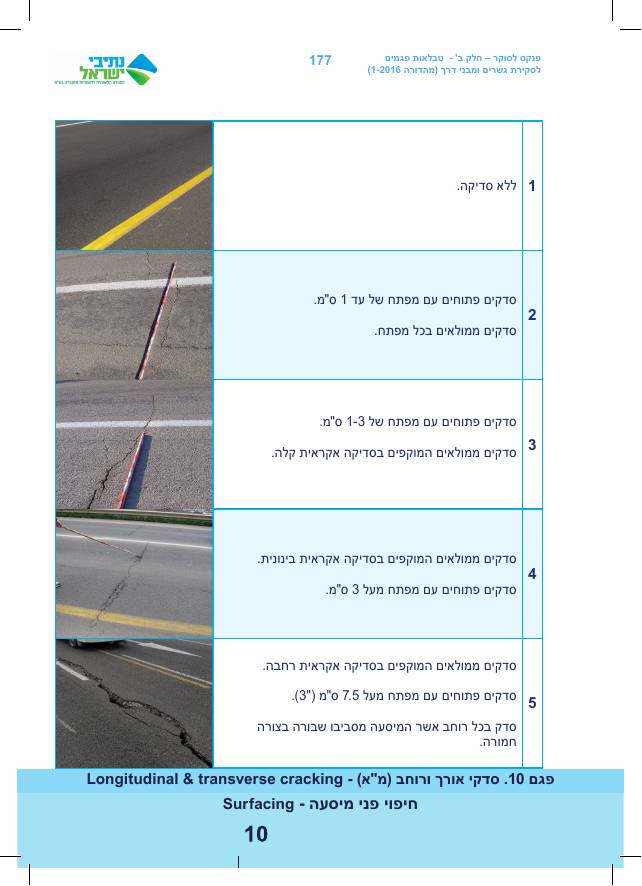 נתיבי
ישראל
177
פנקס לסוקר – חלק ב' - טבלאות פגמים
לסקירת גשרים ומבני דרך (מהדורה 1-2016)
1
ללא סדיקה.
2
סדקים פתוחים עם מפתח של עד 1 ס"מ.
סדקים ממולאים בכל מפתח.
3
סדקים פתוחים עם מפתח של 1-3 ס"מ.
סדקים ממולאים המוקפים בסדיקה אקראית קלה.
4
סדקים ממולאים המוקפים בסדיקה אקראית בינונית.
סדקים פתוחים עם מפתח מעל 3 ס"מ.
5
סדקים ממולאים המוקפים בסדיקה אקראית רחבה.
סדקים פתוחים עם מפתח מעל 7.5 ס"מ ("3).
סדק בכל רוחב אשר המיסעה מסביבו שבורה בצורה
חמורה.
פגם 10. סדקי אורך ורוחב (מ"א) - Longitudinal & transverse cracking
חיפוי פני מיסעה - Surfacing
10